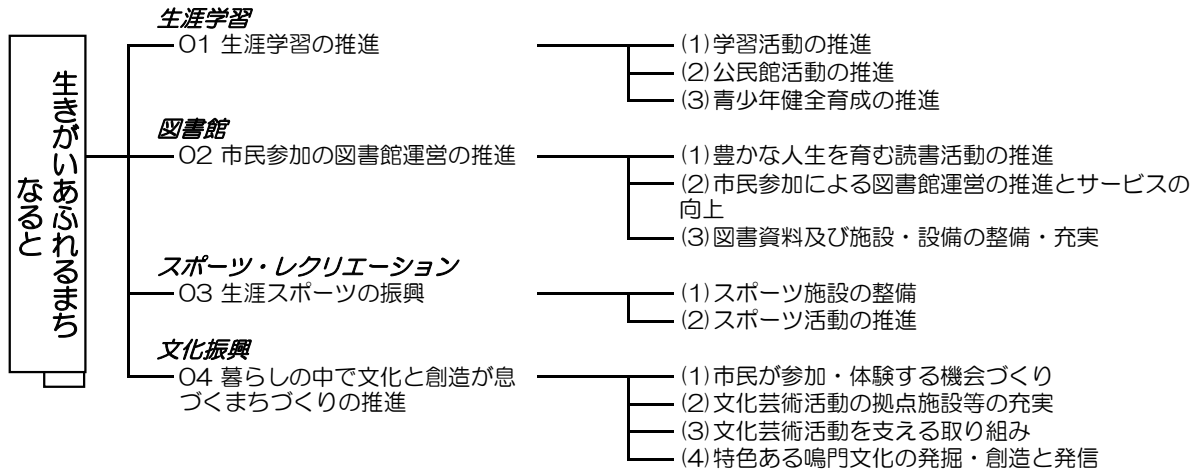 生きがいあふれるまち
なると
生涯学習
01 生涯学習の推進
(1)学習活動の推進
(2)公民館活動の推進
(3)青少年健全育成の推進
図書館
02 市民参加の図書館運営の推進
(1)豊かな人生を育む読書活動の推進
(2)市民参加による図書館運営の推進とサービスの
向上
(3)図書資料及び施設・設備の整備・充実
スポーツ・レクリエーション
03 生涯スポーツの振興
(1)スポーツ施設の整備
(2)スポーツ活動の推進
文化振興
04 暮らしの中で文化と創造が息
づくまちづくりの推進
(1)市民が参加・体験する機会づくり
(2)文化芸術活動の拠点施設等の充実
(3)文化芸術活動を支える取り組み
(4)特色ある鳴門文化の発掘・創造と発信